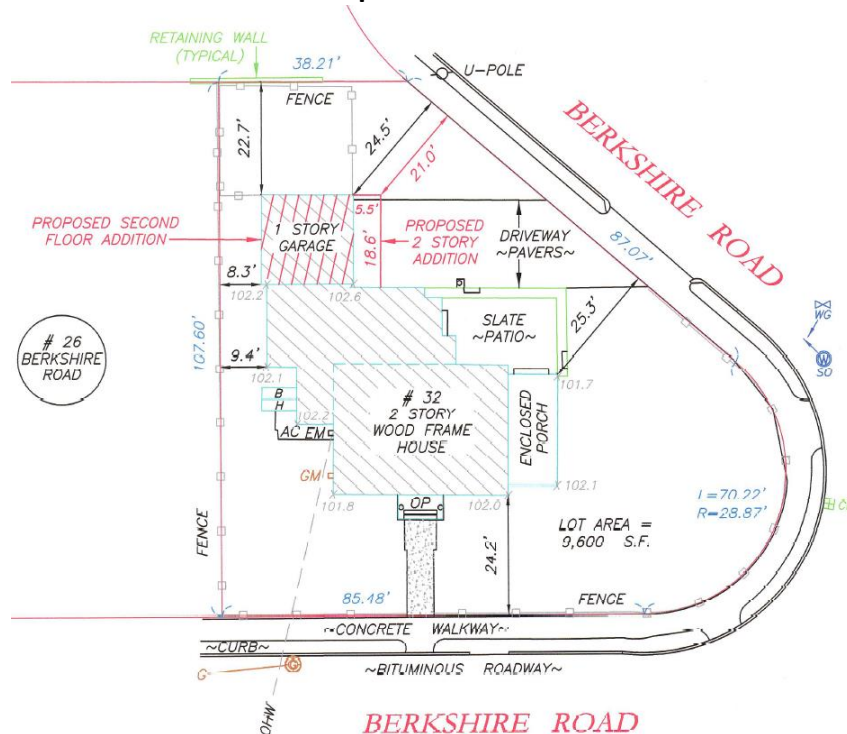 RETAINING WALL
(TYPICAL)
38.21'
U-POLE
FENCE
22.7'
24.5'
21.0'
BERKSHIRE ROAD
PROPOSED SECOND
FLOOR ADDITION
1 STORY
GARAGE
5.5'
18.6'
PROPOSED
2 STORY
ADDITION
DRIVEWAY
~PAVERS~
87.07'
8.3'
102.2
102.6
SLATE
~PATIO~
25.3'
WG
W
SO
# 26
BERKSHIRE
ROAD
107.60'
9.4'
102.1
101.7
B
H
102.2
AC EM
# 32
2 STORY
WOOD FRAME
HOUSE
ENCLOSED
PORCH
GM
101.8
102.0
102.1
OP
L=70.22'
R=28.87'
LOT AREA =
9,600 S.F.
FENCE
24.2'
85.48'
FENCE
~CONCRETE WALKWAY~
~CURB~
G
G
~BITUMINOUS ROADWAY~
OHW
BERKSHIRE ROAD